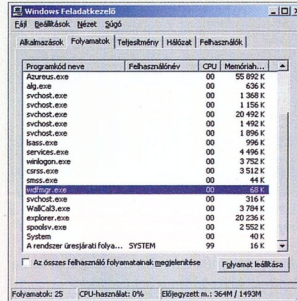 Windows Feladatkezelő
Fájl Beállítások Nézet Súgó
Alkalmazások Folyamatok Teljesítmény Hálózat Felhasználók
Programkód neve Felhasználónév CPU Memóriah...
Azureus.exe 00 55 892 K
alg.exe 00 636 K
svchost.exe 00 1 368 K
svchost.exe 00 1 156 K
svchost.exe 00 20 492 K
svchost.exe 00 1 492 K
svchost.exe 00 1 896 K
lsass.exe 00 996 K
services.exe 00 4 496 K
winlogon.exe 00 3 752 K
csrss.exe 00 3 512 K
smss.exe 00 44 K
wdfmgr.exe 00 68 K
svchost.exe 00 316 K
WallCal3.exe 00 3 784 K
explorer.exe 00 20 236 K
spoolsv.exe 00 2 552 K
System 00 40 K
A rendszer üresjárati folya... SYSTEM 99 16 K
Az összes felhasználó folyamatainak megjelenítése
Folyamat leállítása
Folyamatok: 25 CPU-használat: 0% Előjegyzett m.: 364M / 1493M